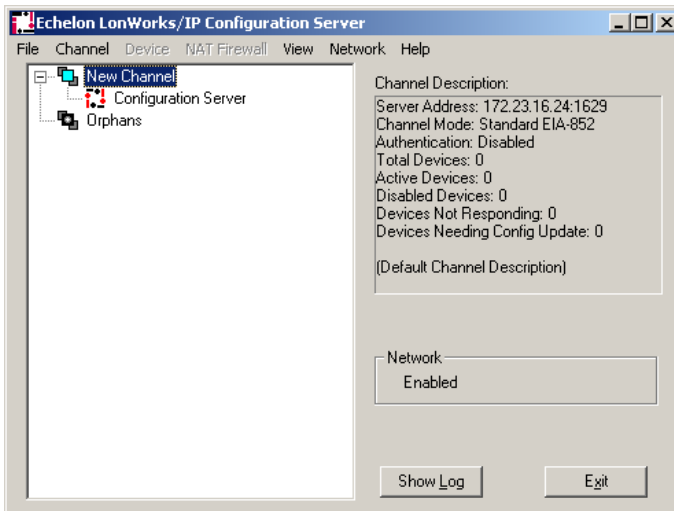 Echelon LonWorks/IP Configuration Server
File Channel Device NAT Firewall View Network Help
New Channel
Configuration Server
Orphans
Channel Description:
Server Address: 172.23.16.24:1629
Channel Mode: Standard EIA-852
Authentication: Disabled
Total Devices: 0
Active Devices: 0
Disabled Devices: 0
Devices Not Responding: 0
Devices Needing Config Update: 0
(Default Channel Description)
Network
Enabled
Show Log
Exit